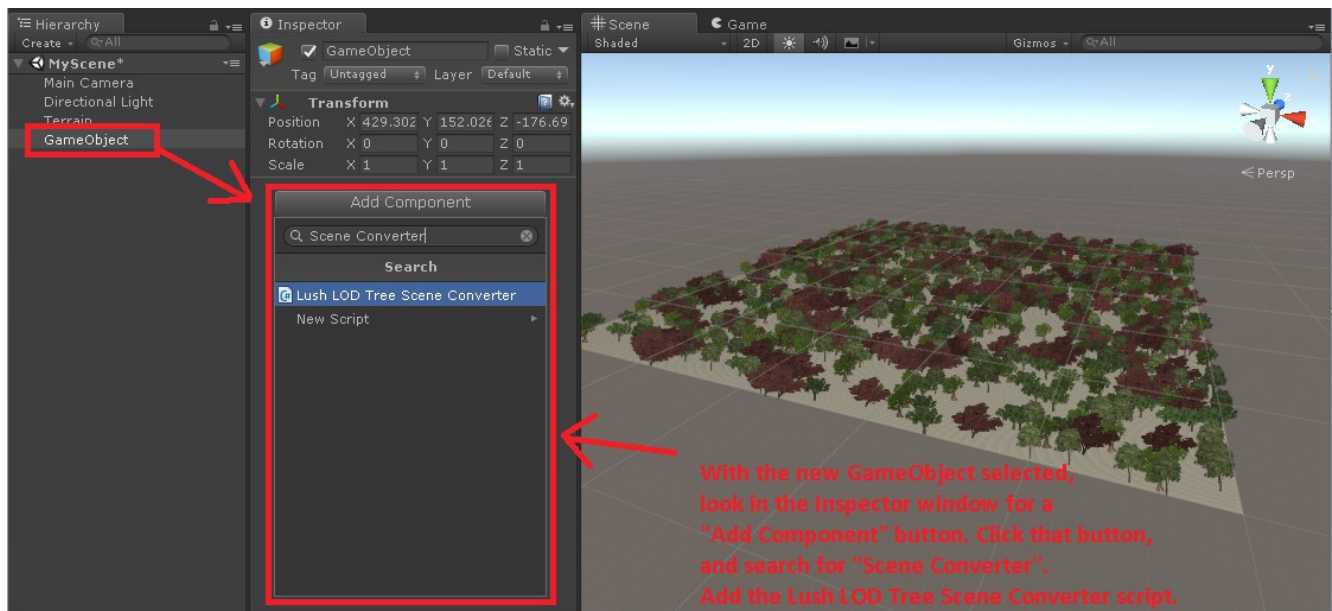 Hierarchy
Create
All
MyScene*
Main Camera
Directional Light
Terrain
GameObject
Inspector
GameObject
Static
Tag
Untagged
Layer
Default
Transform
Position X 429.302 Y 152.026 Z -176.69
Rotation X 0 Y 0 Z 0
Scale X 1 Y 1 Z 1
Add Component
Scene Converter
Search
Lush LOD Tree Scene Converter
New Script
Scene
Game
Shaded
2D
Gizmos
All
y
z
Persp
With the new GameObject selected,
look in the Inspector window for a
"Add Component" button. Click that button,
and search for "Scene Converter".
Add the Lush LOD Tree Scene Converter script.